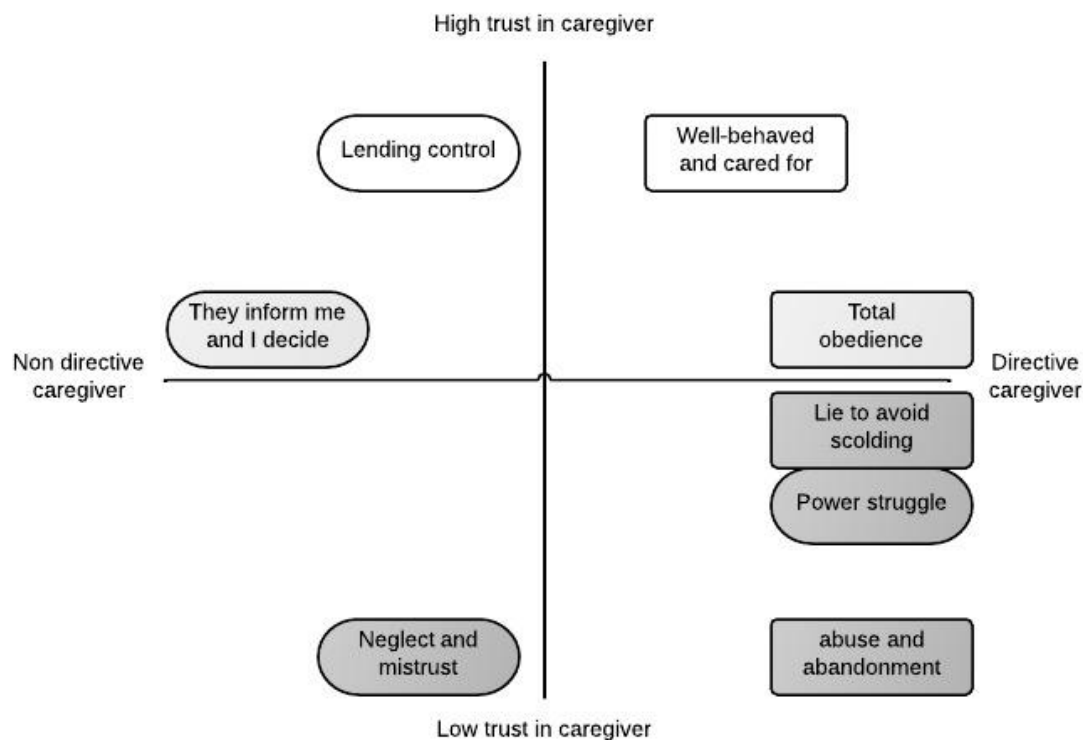 High trust in caregiver
Lending control
Well-behaved
and cared for
They inform me
and I decide
Total
obedience
Non directive
caregiver
Directive
caregiver
Lie to avoid
scolding
Power struggle
Neglect and
mistrust
abuse and
abandonment
Low trust in caregiver